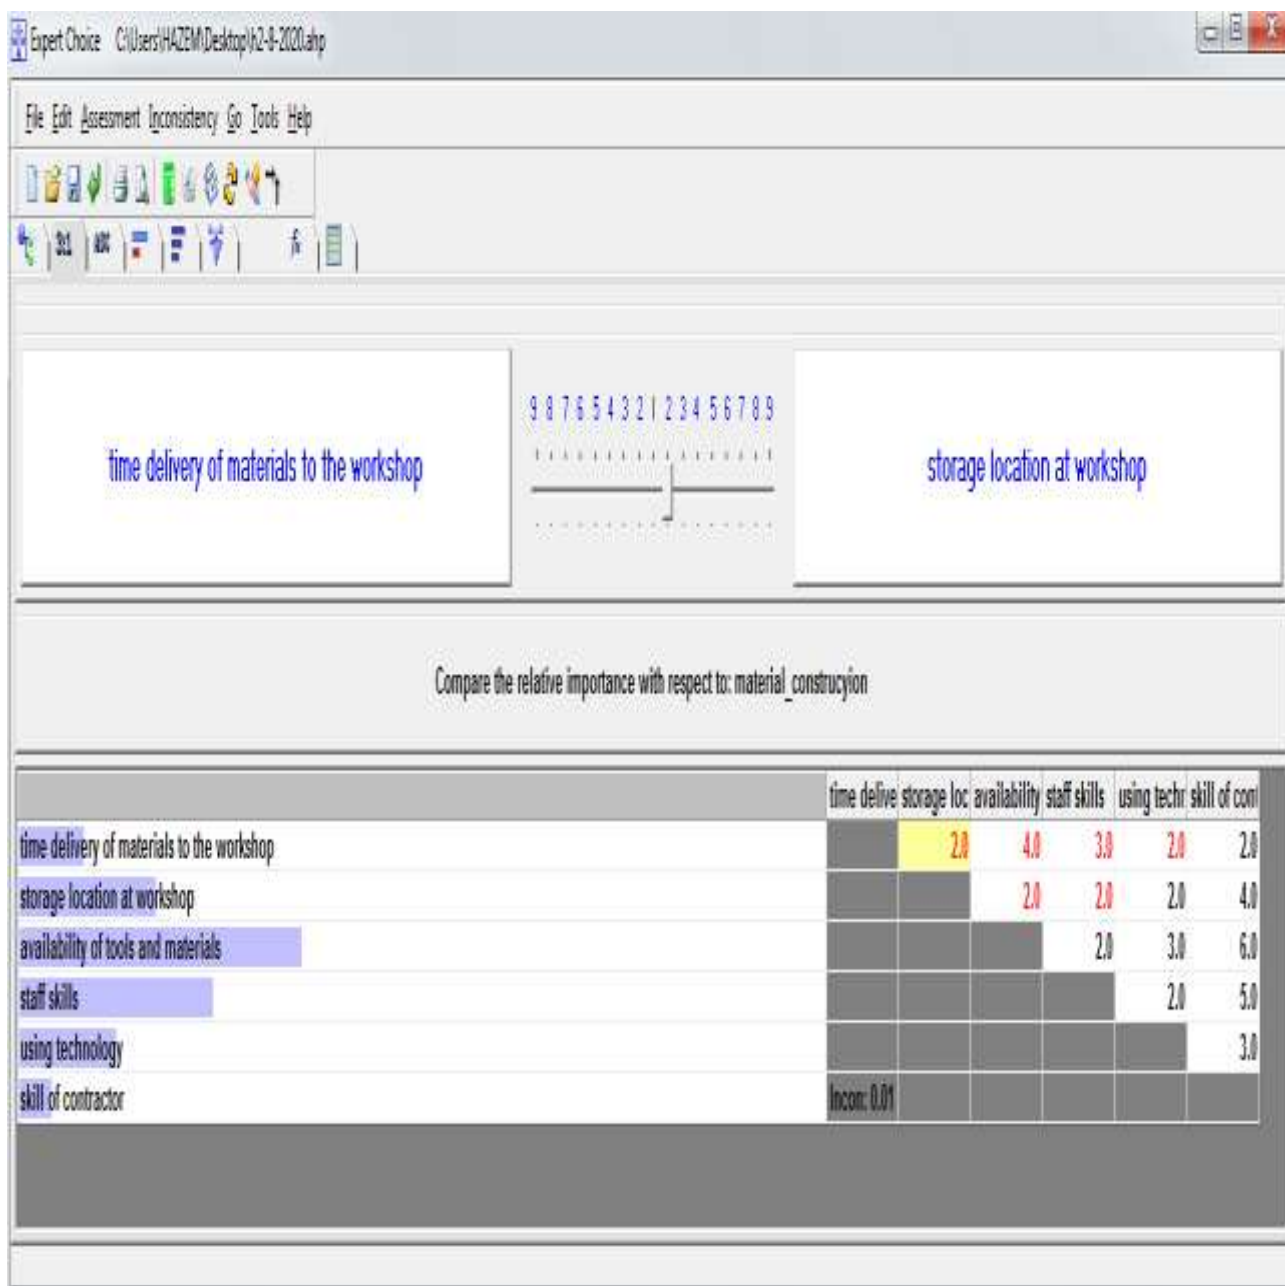 Expert Choice C:\Users\HAZEM\Desktop\h2-8-2020.ahp
File Edit Assessment Inconsistency Go Tools Help
3:1 ABC fx
9 8 7 6 5 4 3 2 1 2 3 4 5 6 7 8 9
time delivery of materials to the workshop storage location at workshop
Compare the relative importance with respect to: material_construcyion
time delive storage loc availability staff skills using techr skill of cont
time delivery of materials to the workshop 2.0 4.0 3.0 2.0 2.0
storage location at workshop 2.0 2.0 2.0 4.0
availability of tools and materials 2.0 3.0 6.0
staff skills 2.0 5.0
using technology 3.0
skill of contractor Incon: 0.01